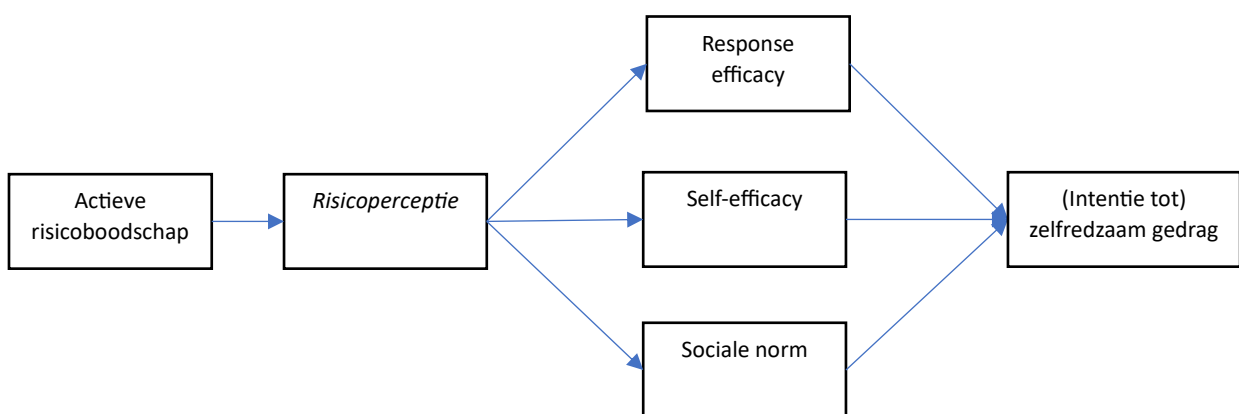 Actieve
risicoboodschap
Risicoperceptie
Response
efficacy
Self-efficacy
Sociale norm
(Intentie tot)
zelfredzaam gedrag